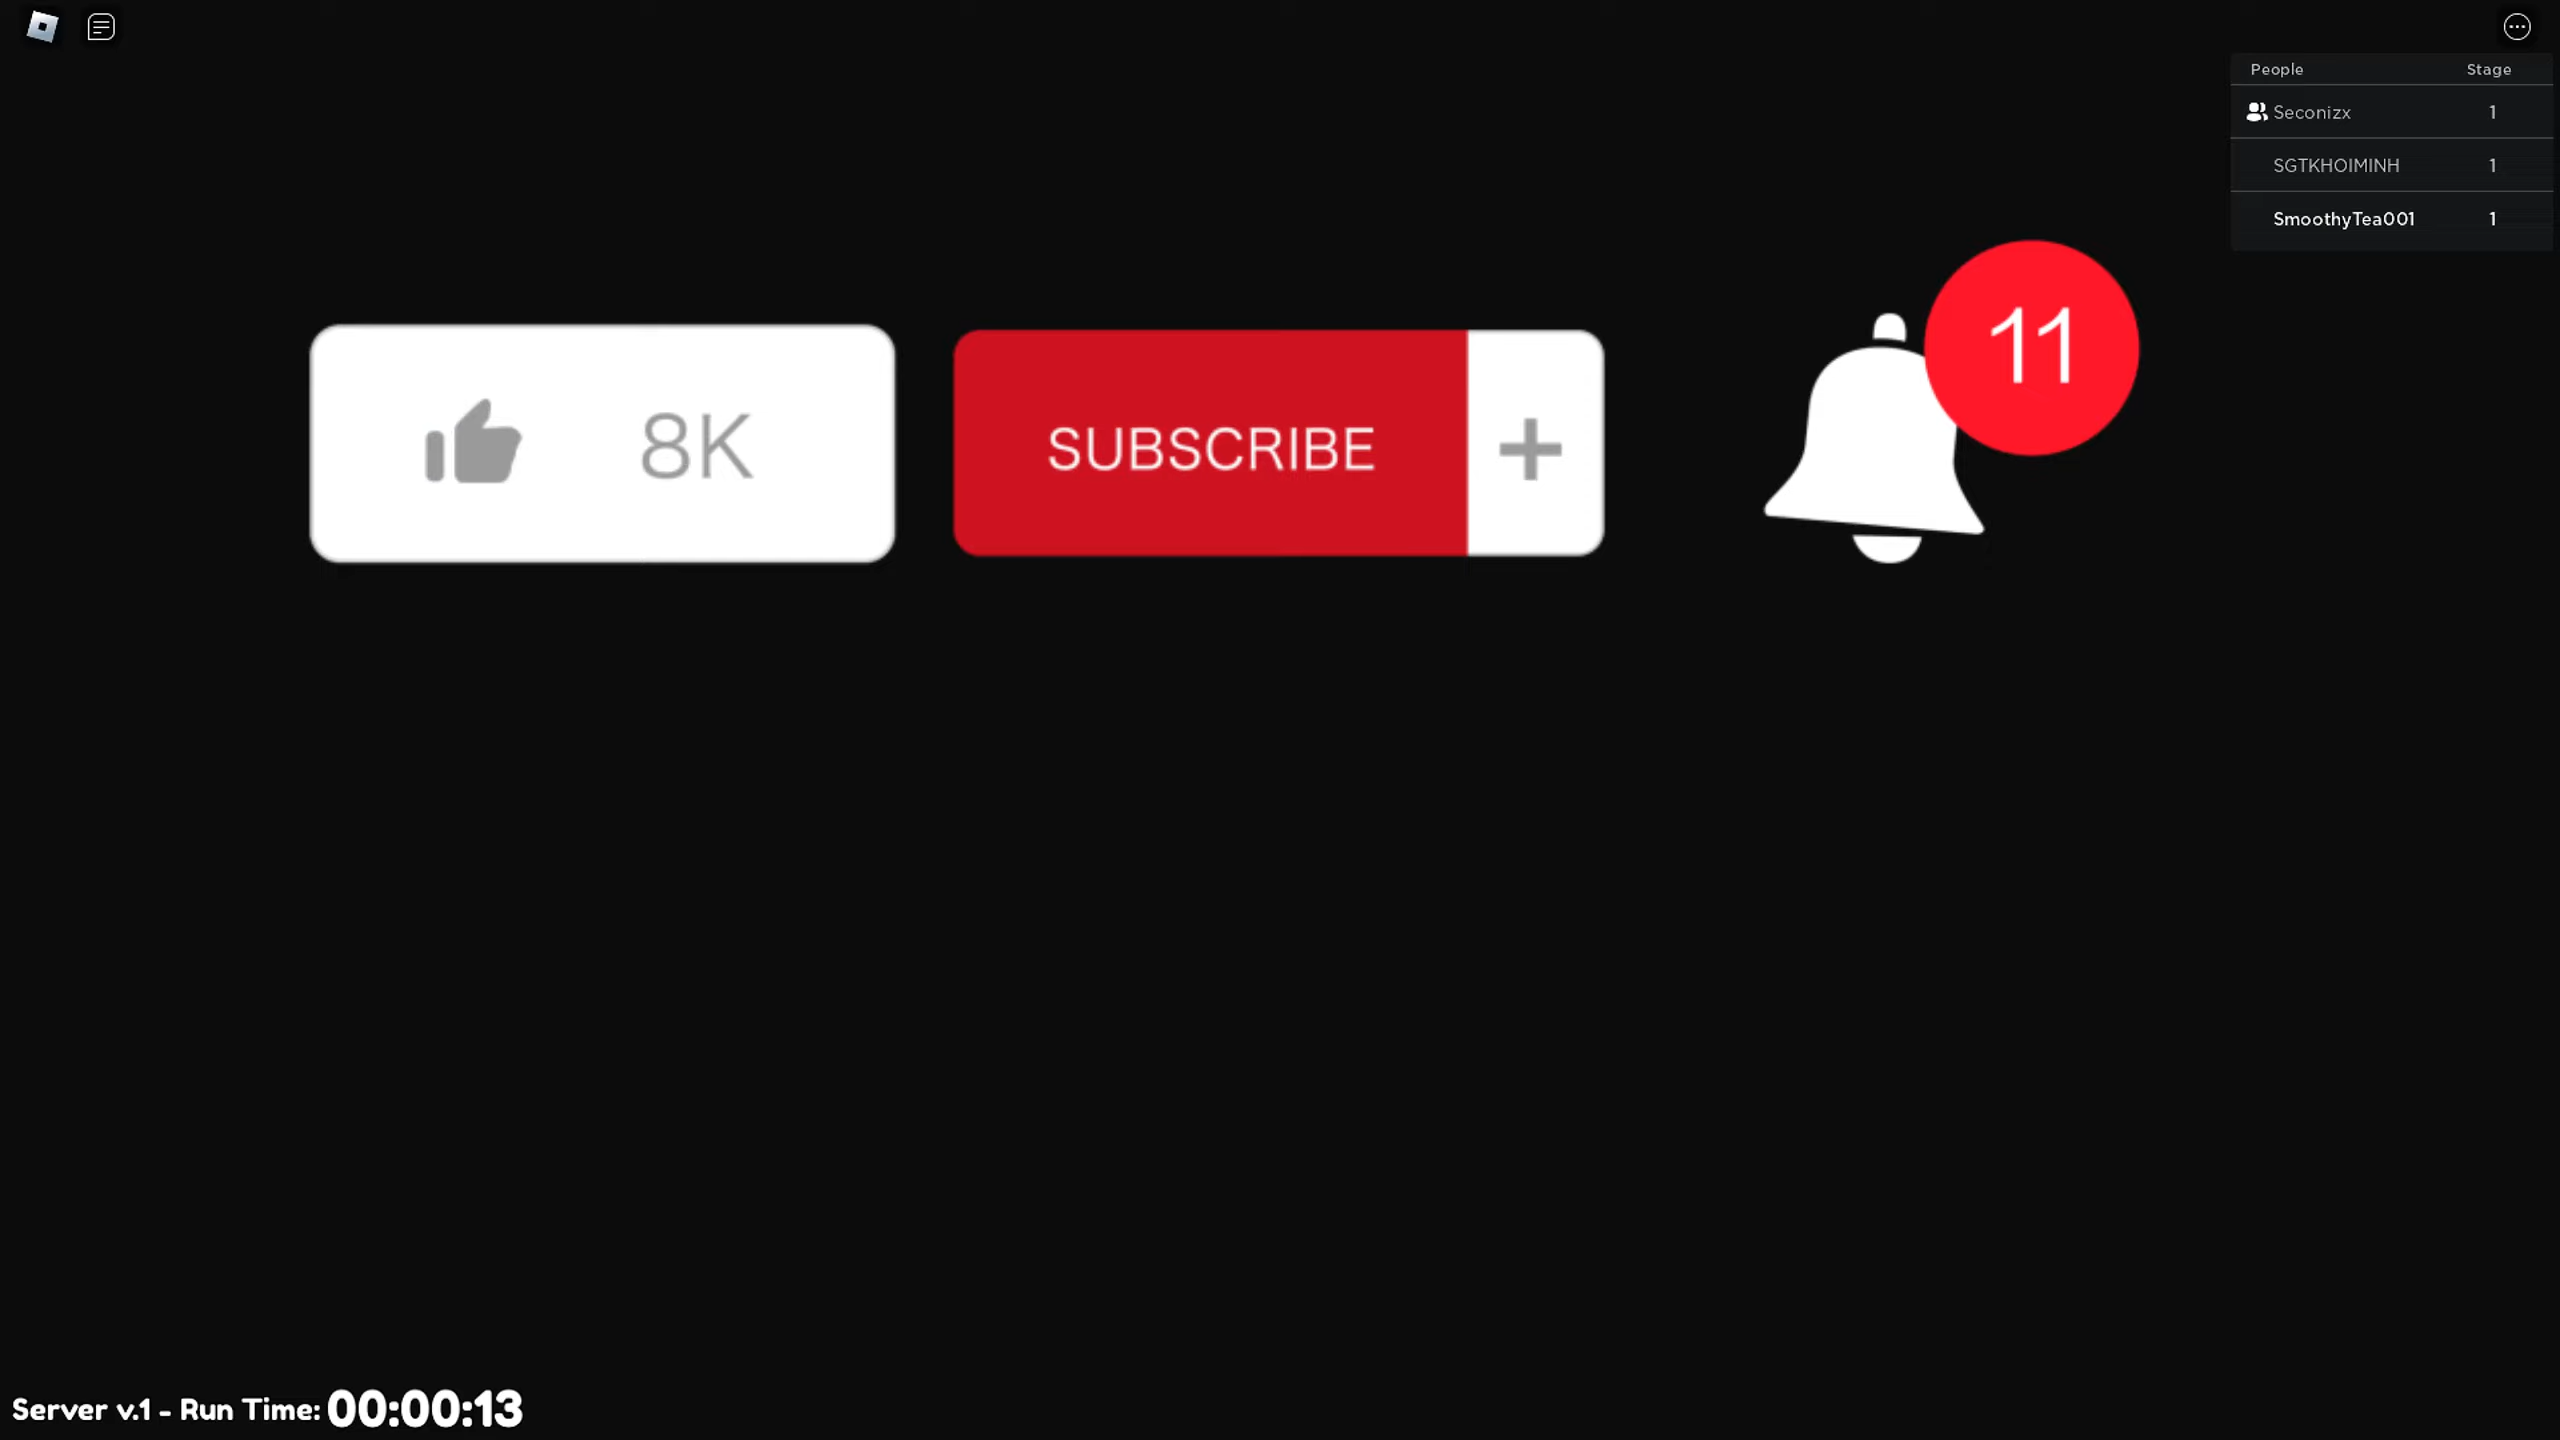 People Stage
Seconizx 1
SGTKHOIMINH 1
SmoothyTea001 1
11
8K
SUBSCRIBE +
Server v.1 - Run Time: 00:00:13